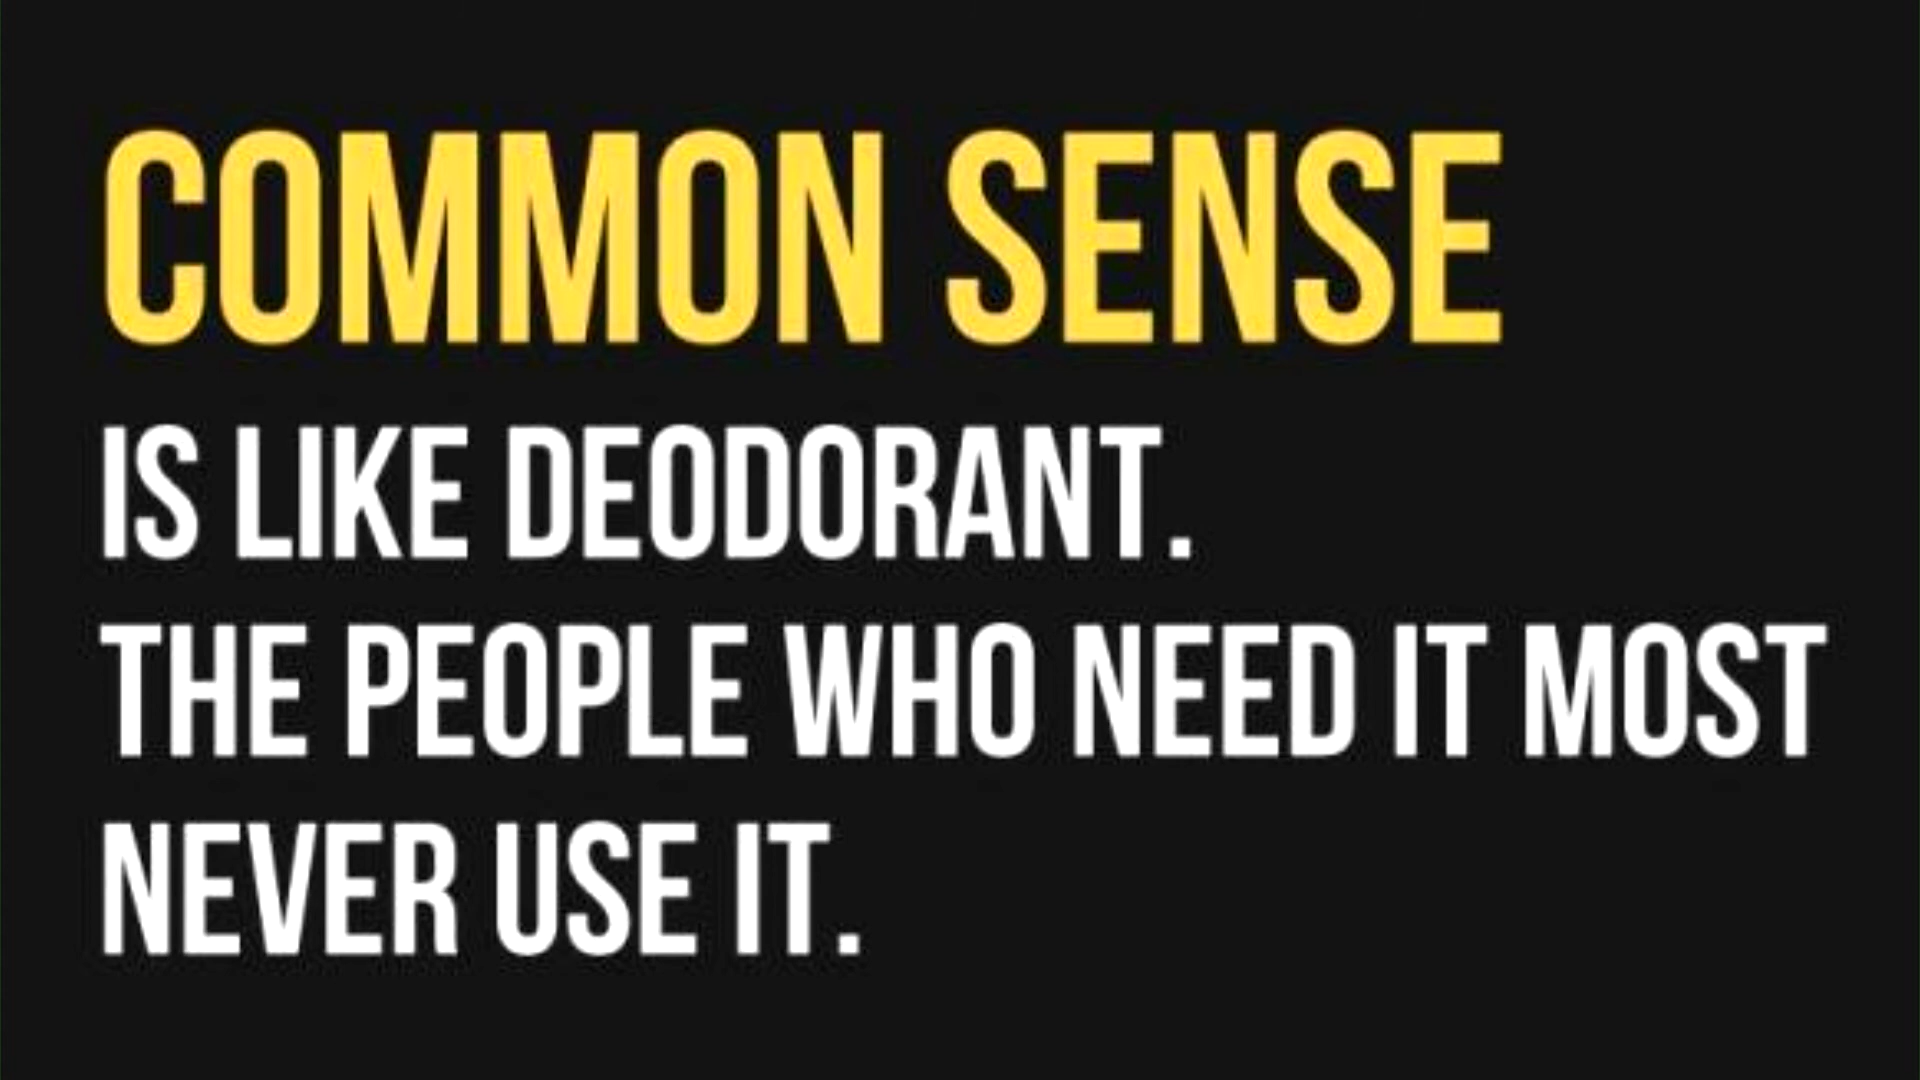 COMMON SENSE
IS LIKE DEODORANT.
THE PEOPLE WHO NEED IT MOST
NEVER USE IT.